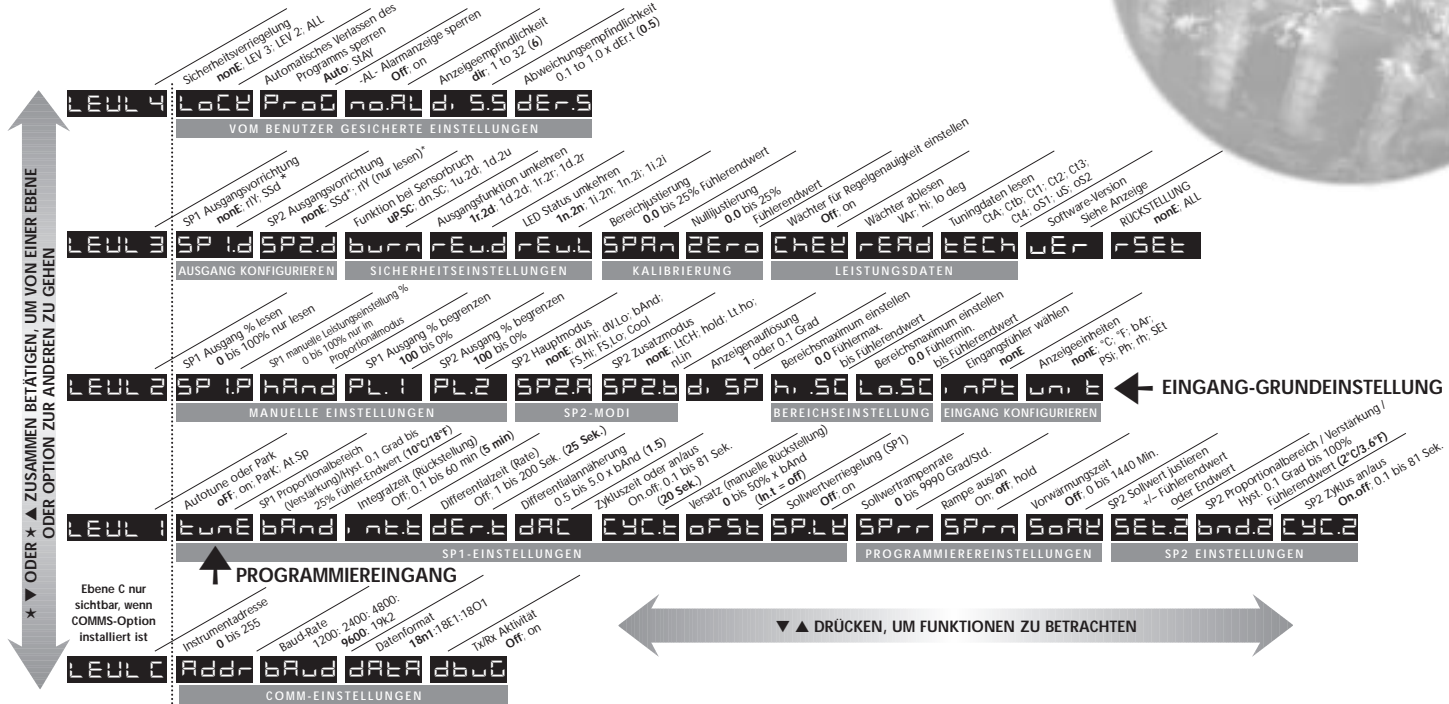 ★ ▼ ODER ★ ▲ ZUSAMMEN BETÄTIGEN, UM VON EINER EBENE
ODER OPTION ZUR ANDEREN ZU GEHEN
LEVL 4
Sicherheitsverriegelung
nonE: LEV 3: LEV 2: ALL
LoCK
Automatisches Verlassen des
Programms sperren
Auto: StAY
ProG
-AL- Alarmanzeige sperren
Off: on
no.AL
Anzeigeempfindlichkeit
dir: 1 to 32 (6)
di S.S
Abweichungsempfindlichkeit
0.1 to 1.0 x dEr.t (0.5)
dEr.S
VOM BENUTZER GESICHERTE EINSTELLUNGEN
LEVL 3
SP1 Ausgangsvorrichtung
nonE: rlY: SSd *
SP1.d
SP2 Ausgangsvorrichtung
nonE: SSd*: rlY (nur lesen)*
SP2.d
Funktion bei Sensorbruch
uP.SC: dn.SC: 1u.2d: 1d.2u
burn
Ausgangsfunktion umkehren
1r.2d: 1d.2d: 1r.2r: 1d.2r
rEv.d
LED Status umkehren
1n.2n: 1i.2n: 1n.2i: 1i.2i
rEv.L
Bereichjustierung
0.0 bis 25% Fühlerendwert
SPAn
Nulljustierung
0.0 bis 25%
Fühlerendwert
ZEro
Wächter für Regelgenauigkeit einstellen
Off: on
ChEK
Wächter ablesen
VAr: hi: lo deg
rEAd
Tuningdaten lesen
CtA: Ctb: Ct1: Ct2: Ct3:
Ct4: oS1: uS: oS2
tECh
Software-Version
Siehe Anzeige
vEr
RÜCKSTELLUNG
nonE: ALL
rSEt
AUSGANG KONFIGURIEREN
SICHERHEITSEINSTELLUNGEN
KALIBRIERUNG
LEISTUNGSDATEN
LEVL 2
SP1 Ausgang % lesen
0 bis 100% nur lesen
SP1.P
SP1 manuelle Leistungseinstellung %
0 bis 100% nur im
Proportionalmodus
hAnd
SP1 Ausgang % begrenzen
100 bis 0%
PL.1
SP2 Ausgang % begrenzen
100 bis 0%
PL.2
SP2 Hauptmodus
nonE: dV.hi: dV.Lo: bAnd:
FS.hi: FS.Lo: Cool
SP2.A
SP2 Zusatzmodus
nonE: LtCH: hold: Lt.ho:
nLin
SP2.b
Anzeigenauflösung
1 oder 0.1 Grad
di SP
Bereichsmaximum einstellen
0.0 Fühlermax.
bis Fühlerendwert
hi.SC
Bereichsmaximum einstellen
0.0 Fühlermin.
bis Fühlerendwert
Lo.SC
Eingangsfühler wählen
nonE
inPt
Anzeigeeinheiten
nonE: °C: °F: bAr:
PSi: Ph: rh: SEt
unit
EINGANG-GRUNDEINSTELLUNG
MANUELLE EINSTELLUNGEN
SP2-MODI
BEREICHSEINSTELLUNG
EINGANG KONFIGURIEREN
LEVL 1
Autotune oder Park
off: on: ParK: At.Sp
tunE
SP1 Proportionalbereich
(Verstärkung)/Hyst. 0.1 Grad bis
25% Fühler-Endwert (10°C/18°F)
bAnd
Integralzeit (Rückstellung)
Off: 0.1 bis 60 min (5 min)
int.t
Differentialzeit (Rate)
Off: 1 bis 200 Sek. (25 Sek.)
dEr.t
Differentialannäherung
0.5 bis 5.0 x bAnd (1.5)
dAC
Zykluszeit oder an/aus
On.off: 0.1 bis 81 Sek.
(20 Sek.)
CYC.t
Versatz (manuelle Rückstellung)
0 bis 50% x bAnd
(In.t = off)
oFSt
Sollwertverriegelung (SP1)
Off: on
SP.LK
Sollwertrampenrate
0 bis 9990 Grad/Std.
SPrr
Rampe aus/an
On: off: hold
SPrn
Vorwarmungszeit
Off: 0 bis 1440 Min.
SoAK
SP2 Sollwert justieren
+/– Fühlerendwert
oder Endwert
SEt.2
SP2 Proportionalbereich / Verstärkung /
Hyst. 0.1 Grad bis 100%
Fühlerendwert (2°C/3.6°F)
bnd.2
SP2 Zyklus an/aus
On.off: 0.1 bis 81 Sek.
CYC.2
SP1-EINSTELLUNGEN
PROGRAMMIEREREINSTELLUNGEN
SP2 EINSTELLUNGEN
PROGRAMMIEREINGANG
Ebene C nur
sichtbar, wenn
COMMS-Option
installiert ist
▼ ▲ DRÜCKEN, UM FUNKTIONEN ZU BETRACHTEN
LEVL C
Instrumentadresse
0 bis 255
Addr
Baud-Rate
1200: 2400: 4800:
9600: 19k2
bAud
Datenformat
18n1:18E1:18O1
dAtA
Tx/Rx Aktivität
Off: on
dbuG
COMM-EINSTELLUNGEN